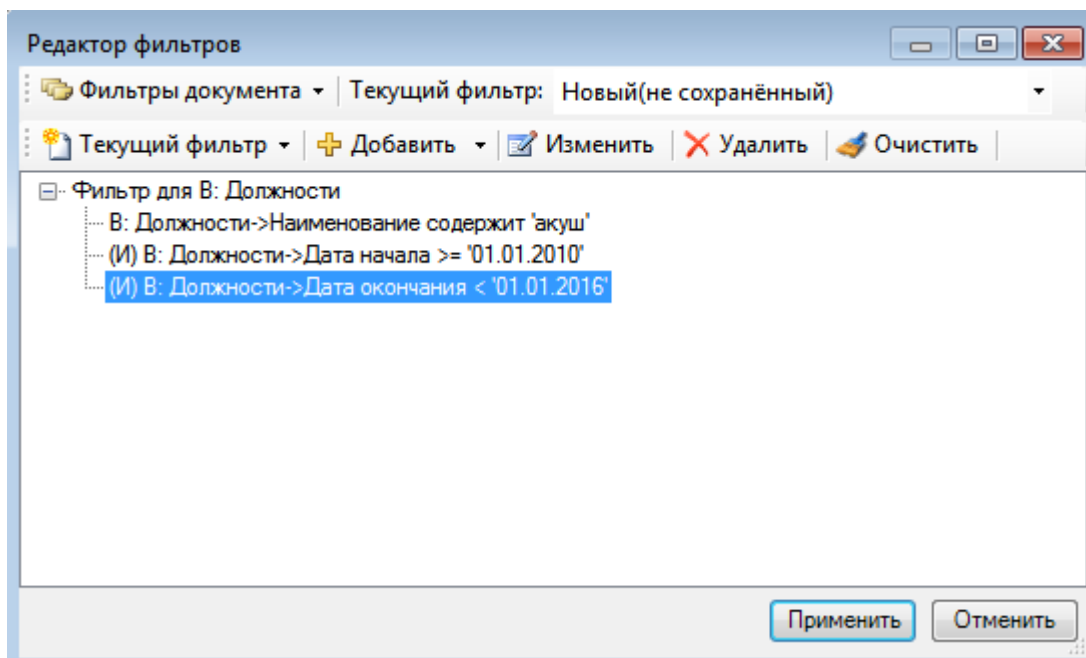 Редактор фильтров
Фильтры документа Текущий фильтр: Новый(не сохранённый)
Текущий фильтр Добавить Изменить Удалить Очистить
Фильтр для В: Должности
В: Должности->Наименование содержит 'акуш'
(И) В: Должности->Дата начала >= '01.01.2010'
(И) В: Должности->Дата окончания < '01.01.2016'
Применить Отменить